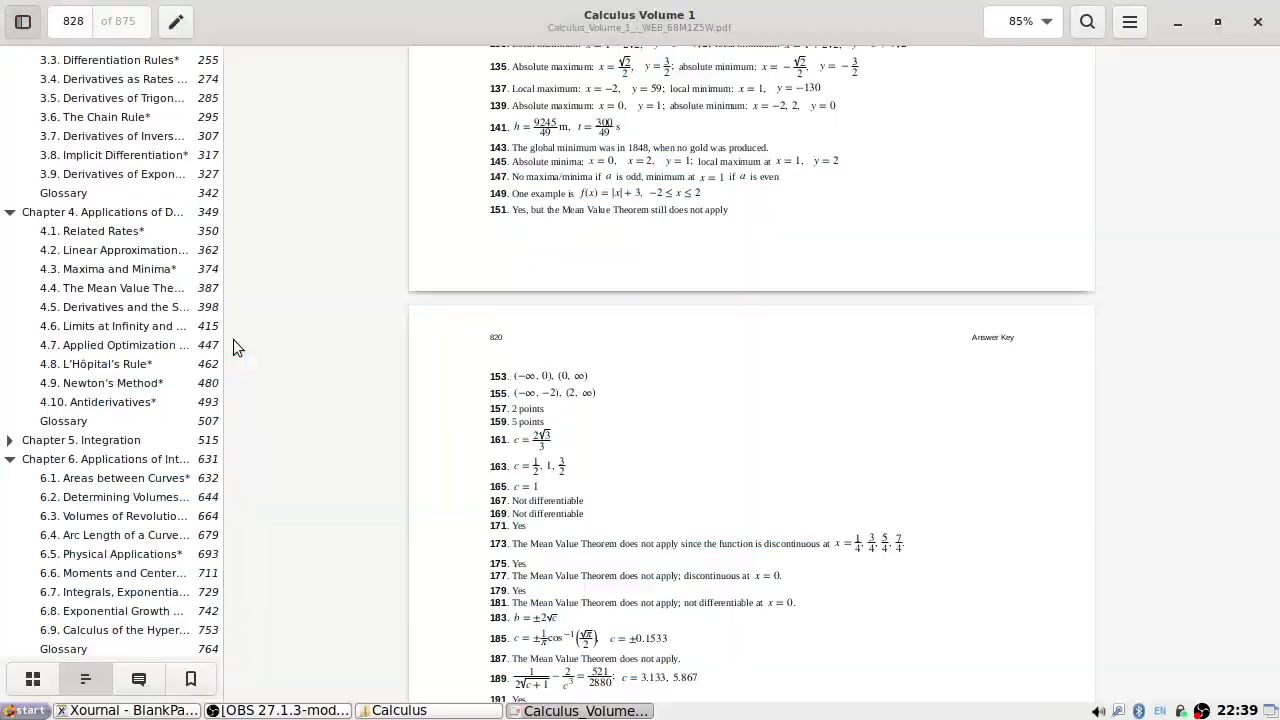 828 of 875
Calculus Volume 1
Calculus_Volume_1_-_WEB_68M1Z5W.pdf
85%
3.3. Differentiation Rules* 255
3.4. Derivatives as Rates ... 274
3.5. Derivatives of Trigon... 285
3.6. The Chain Rule* 295
3.7. Derivatives of Invers... 307
3.8. Implicit Differentiation* 317
3.9. Derivatives of Expon... 327
Glossary 342
Chapter 4. Applications of D... 349
4.1. Related Rates* 350
4.2. Linear Approximation... 362
4.3. Maxima and Minima* 374
4.4. The Mean Value The... 387
4.5. Derivatives and the S... 398
4.6. Limits at Infinity and ... 415
4.7. Applied Optimization ... 447
4.8. L'Hôpital's Rule* 462
4.9. Newton's Method* 480
4.10. Antiderivatives* 493
Glossary 507
Chapter 5. Integration 515
Chapter 6. Applications of Int... 631
6.1. Areas between Curves* 632
6.2. Determining Volumes... 644
6.3. Volumes of Revolutio... 664
6.4. Arc Length of a Curve... 679
6.5. Physical Applications* 693
6.6. Moments and Center... 711
6.7. Integrals, Exponentia... 729
6.8. Exponential Growth ... 742
6.9. Calculus of the Hyper... 753
Glossary 764
135. Absolute maximum: x = √2/2, y = 3/2; absolute minimum: x = −√2/2, y = −3/2
137. Local maximum: x = −2, y = 59; local minimum: x = 1, y = −130
139. Absolute maximum: x = 0, y = 1; absolute minimum: x = −2, 2, y = 0
141. h = 9245/49 m, t = 300/49 s
143. The global minimum was in 1848, when no gold was produced.
145. Absolute minima: x = 0, x = 2, y = 1; local maximum at x = 1, y = 2
147. No maxima/minima if a is odd, minimum at x = 1 if a is even
149. One example is f(x) = |x| + 3, −2 ≤ x ≤ 2
151. Yes, but the Mean Value Theorem still does not apply
820 Answer Key
153. (−∞, 0), (0, ∞)
155. (−∞, −2), (2, ∞)
157. 2 points
159. 5 points
161. c = 2√3/3
163. c = 1/2, 1, 3/2
165. c = 1
167. Not differentiable
169. Not differentiable
171. Yes
173. The Mean Value Theorem does not apply since the function is discontinuous at x = 1/4, 3/4, 5/4, 7/4.
175. Yes
177. The Mean Value Theorem does not apply; discontinuous at x = 0.
179. Yes
181. The Mean Value Theorem does not apply; not differentiable at x = 0.
183. b = ±2√c
185. c = ±1/π cos⁻¹(√π/2), c = ±0.1533
187. The Mean Value Theorem does not apply.
189. 1/(2√(c + 1)) − 2/c³ = 521/2880; c = 3.133, 5.867
191. Yes
start Xournal - BlankPa... [OBS 27.1.3-mod... Calculus Calculus_Volume... EN 22:39